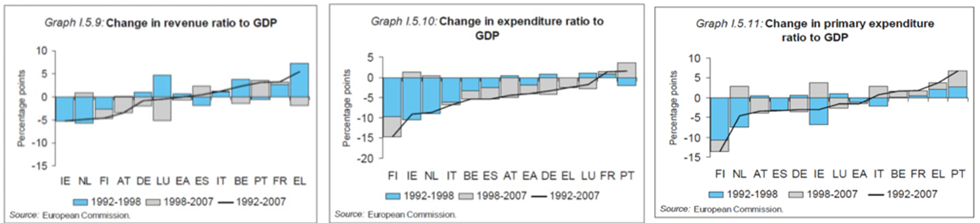 Graph I.5.9: Change in revenue ratio to GDP
Percentage points
10
5
0
-5
-10
-15
IE NL FI AT DE LU EA ES IT BE PT FR EL
1992-1998 1998-2007 1992-2007
Source: European Commission.
Graph I.5.10: Change in expenditure ratio to
GDP
Percentage points
5
0
-5
-10
-15
-20
FI IE NL IT BE ES AT EA DE EL LU FR PT
1992-1998 1998-2007 1992-2007
Source: European Commission.
Graph I.5.11: Change in primary expenditure
ratio to GDP
Percentage points
10
5
0
-5
-10
-15
FI NL AT ES DE IE LU EA IT BE FR EL PT
1992-1998 1998-2007 1992-2007
Source: European Commission.